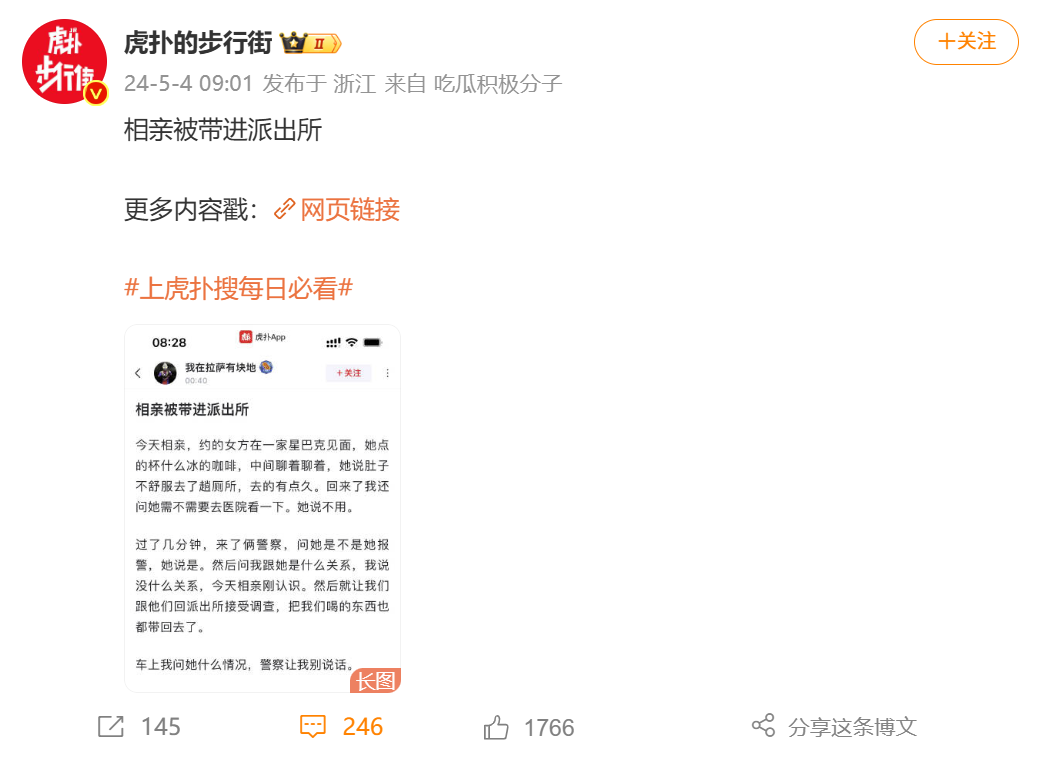 虎扑
步行街
虎扑的步行街
II
+关注
24-5-4 09:01 发布于 浙江 来自 吃瓜积极分子
相亲被带进派出所
更多内容戳：网页链接
#上虎扑搜每日必看#
08:28
虎扑App
我在拉萨有块地
00:40
+关注
相亲被带进派出所
今天相亲，约的女方在一家星巴克见面，她点
的杯什么冰的咖啡，中间聊着聊着，她说肚子
不舒服去了趟厕所，去的有点久。回来了我还
问她需不需要去医院看一下。她说不用。
过了几分钟，来了俩警察，问她是不是她报
警，她说是。然后问我跟她是什么关系，我说
没什么关系，今天相亲刚认识。然后就让我们
跟他们回派出所接受调查，把我们喝的东西也
都带回去了。
车上我问她什么情况，警察让我别说话。
长图
145
246
1766
分享这条博文